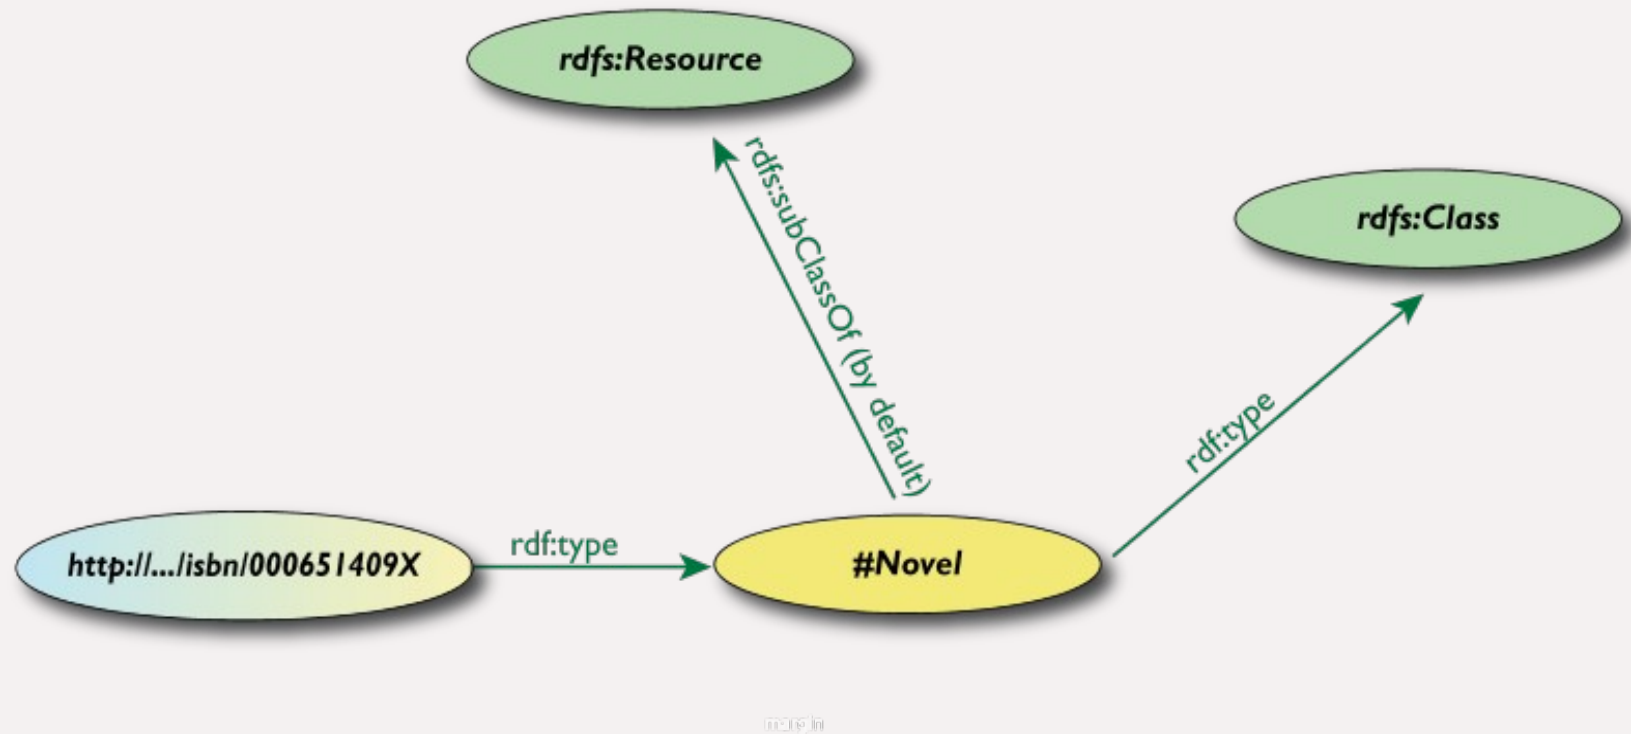 rdfs:Resource
rdfs:subClassOf (by default)
rdfs:Class
rdf:type
http://.../isbn/000651409X
rdf:type
#Novel